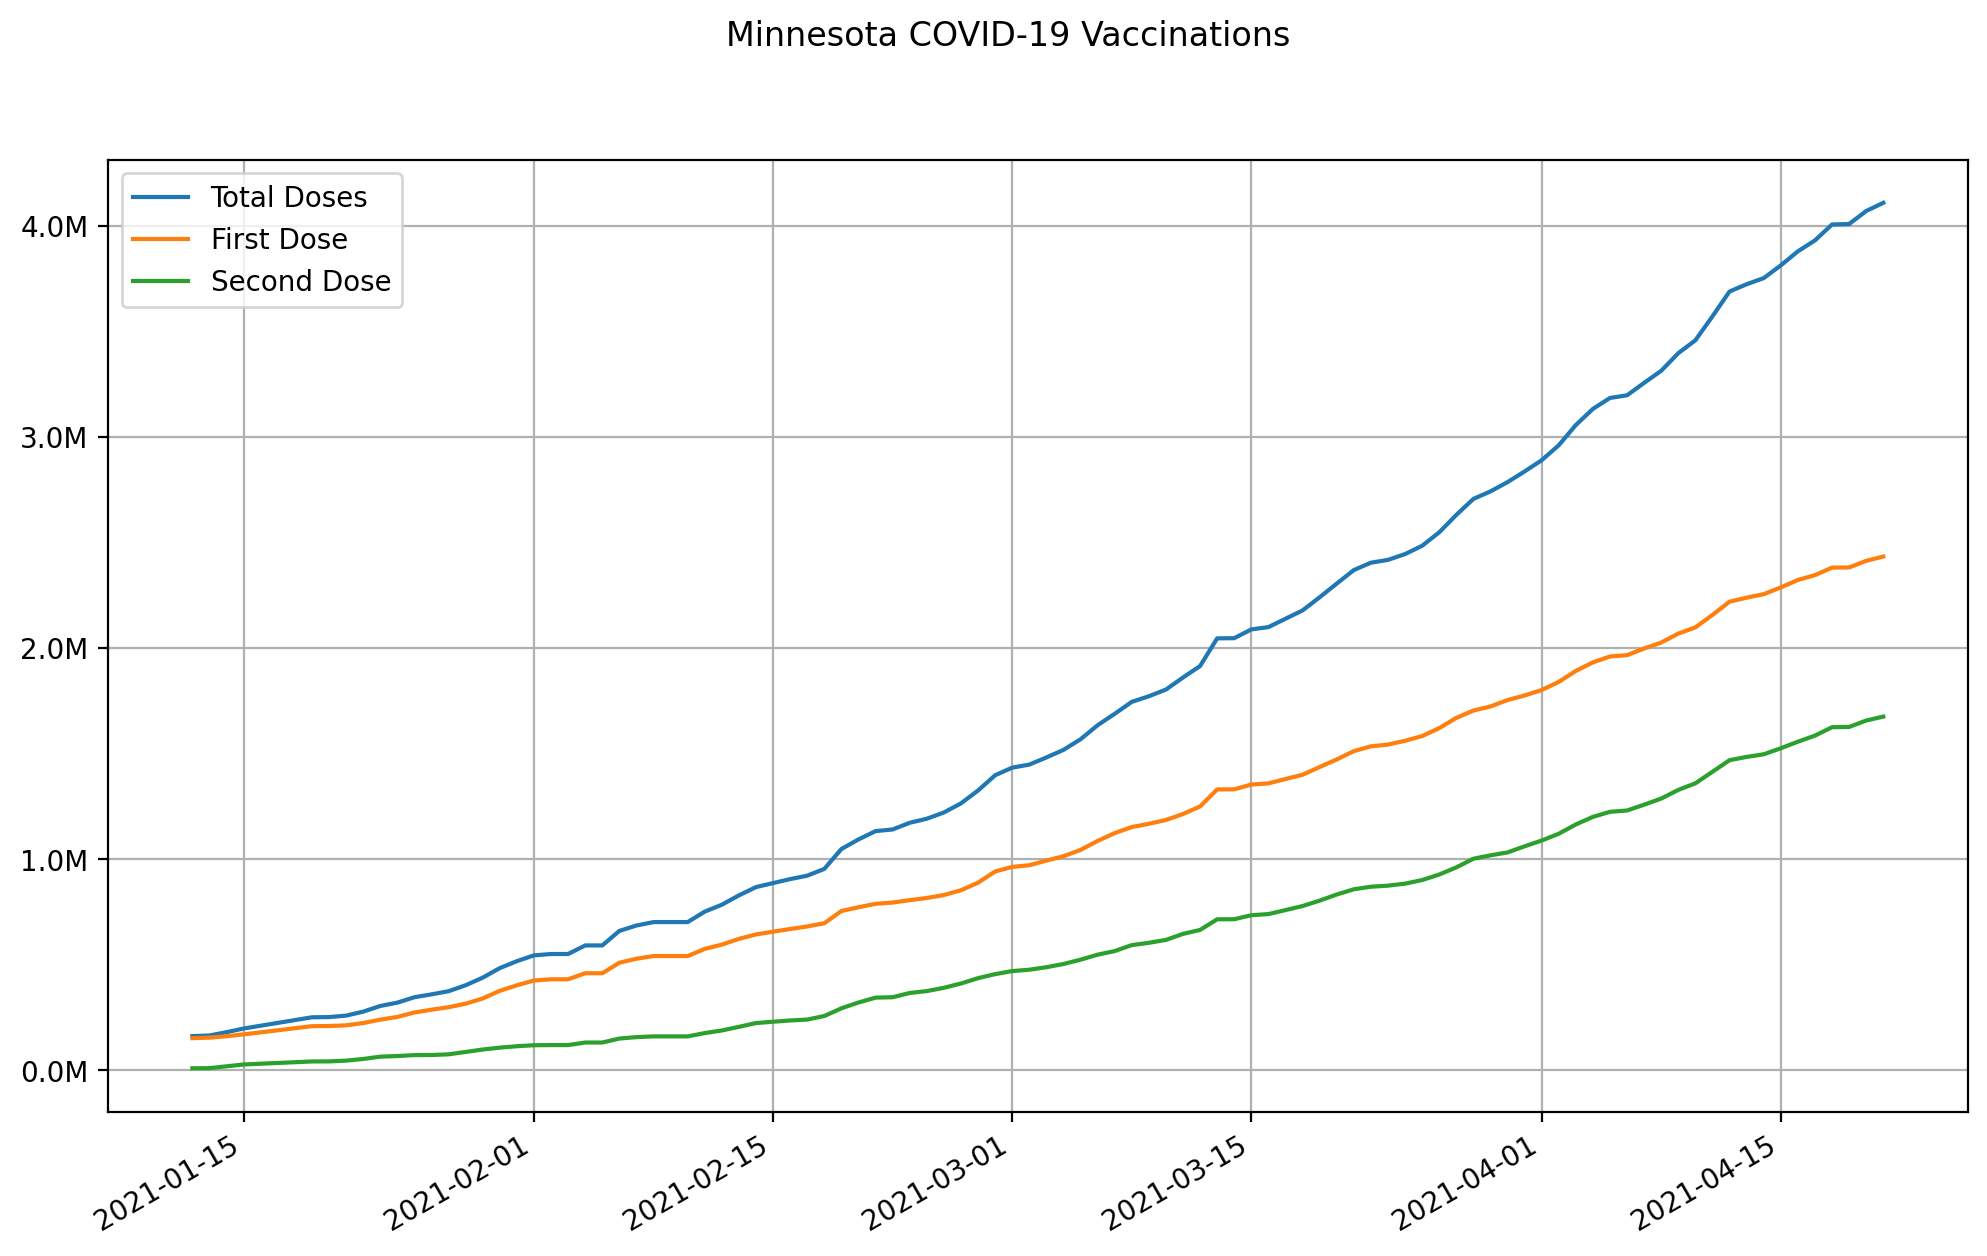 Minnesota COVID-19 Vaccinations
Total Doses
First Dose
Second Dose
4.0M
3.0M
2.0M
1.0M
0.0M
2021-01-15
2021-02-01
2021-02-15
2021-03-01
2021-03-15
2021-04-01
2021-04-15